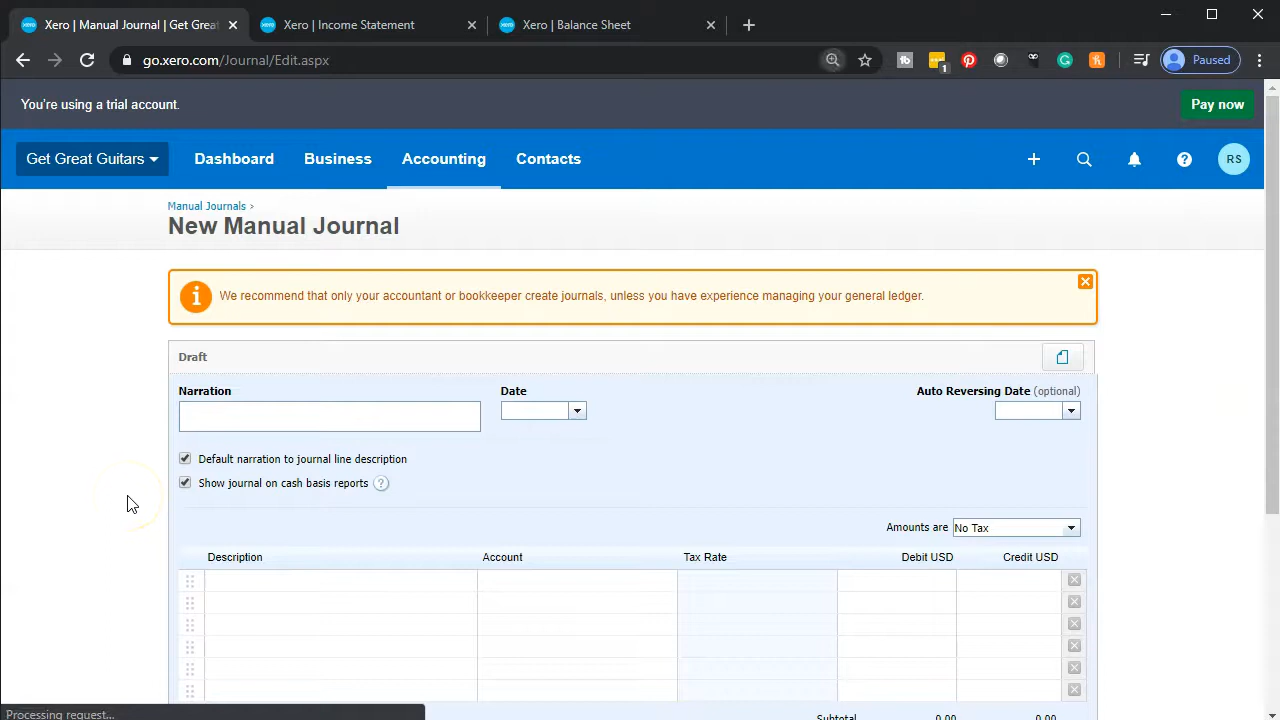 Xero | Manual Journal | Get Great
Xero | Income Statement
Xero | Balance Sheet
go.xero.com/Journal/Edit.aspx
1
Paused
You're using a trial account.
Pay now
Get Great Guitars
Dashboard
Business
Accounting
Contacts
RS
Manual Journals >
New Manual Journal
We recommend that only your accountant or bookkeeper create journals, unless you have experience managing your general ledger.
Draft
Narration
Date
Auto Reversing Date (optional)
Default narration to journal line description
Show journal on cash basis reports
Amounts are No Tax
Description Account Tax Rate Debit USD Credit USD
Subtotal 0.00 0.00
Processing request...